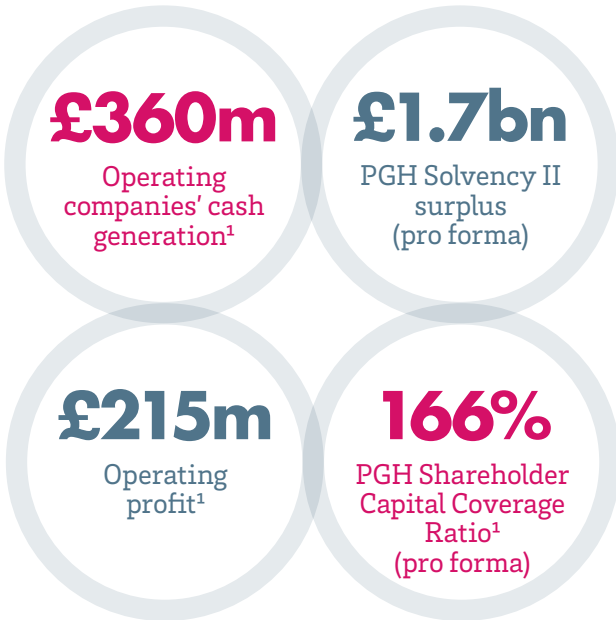 £360m
Operating
companies' cash
generation¹
£1.7bn
PGH Solvency II
surplus
(pro forma)
£215m
Operating
profit¹
166%
PGH Shareholder
Capital Coverage
Ratio¹
(pro forma)